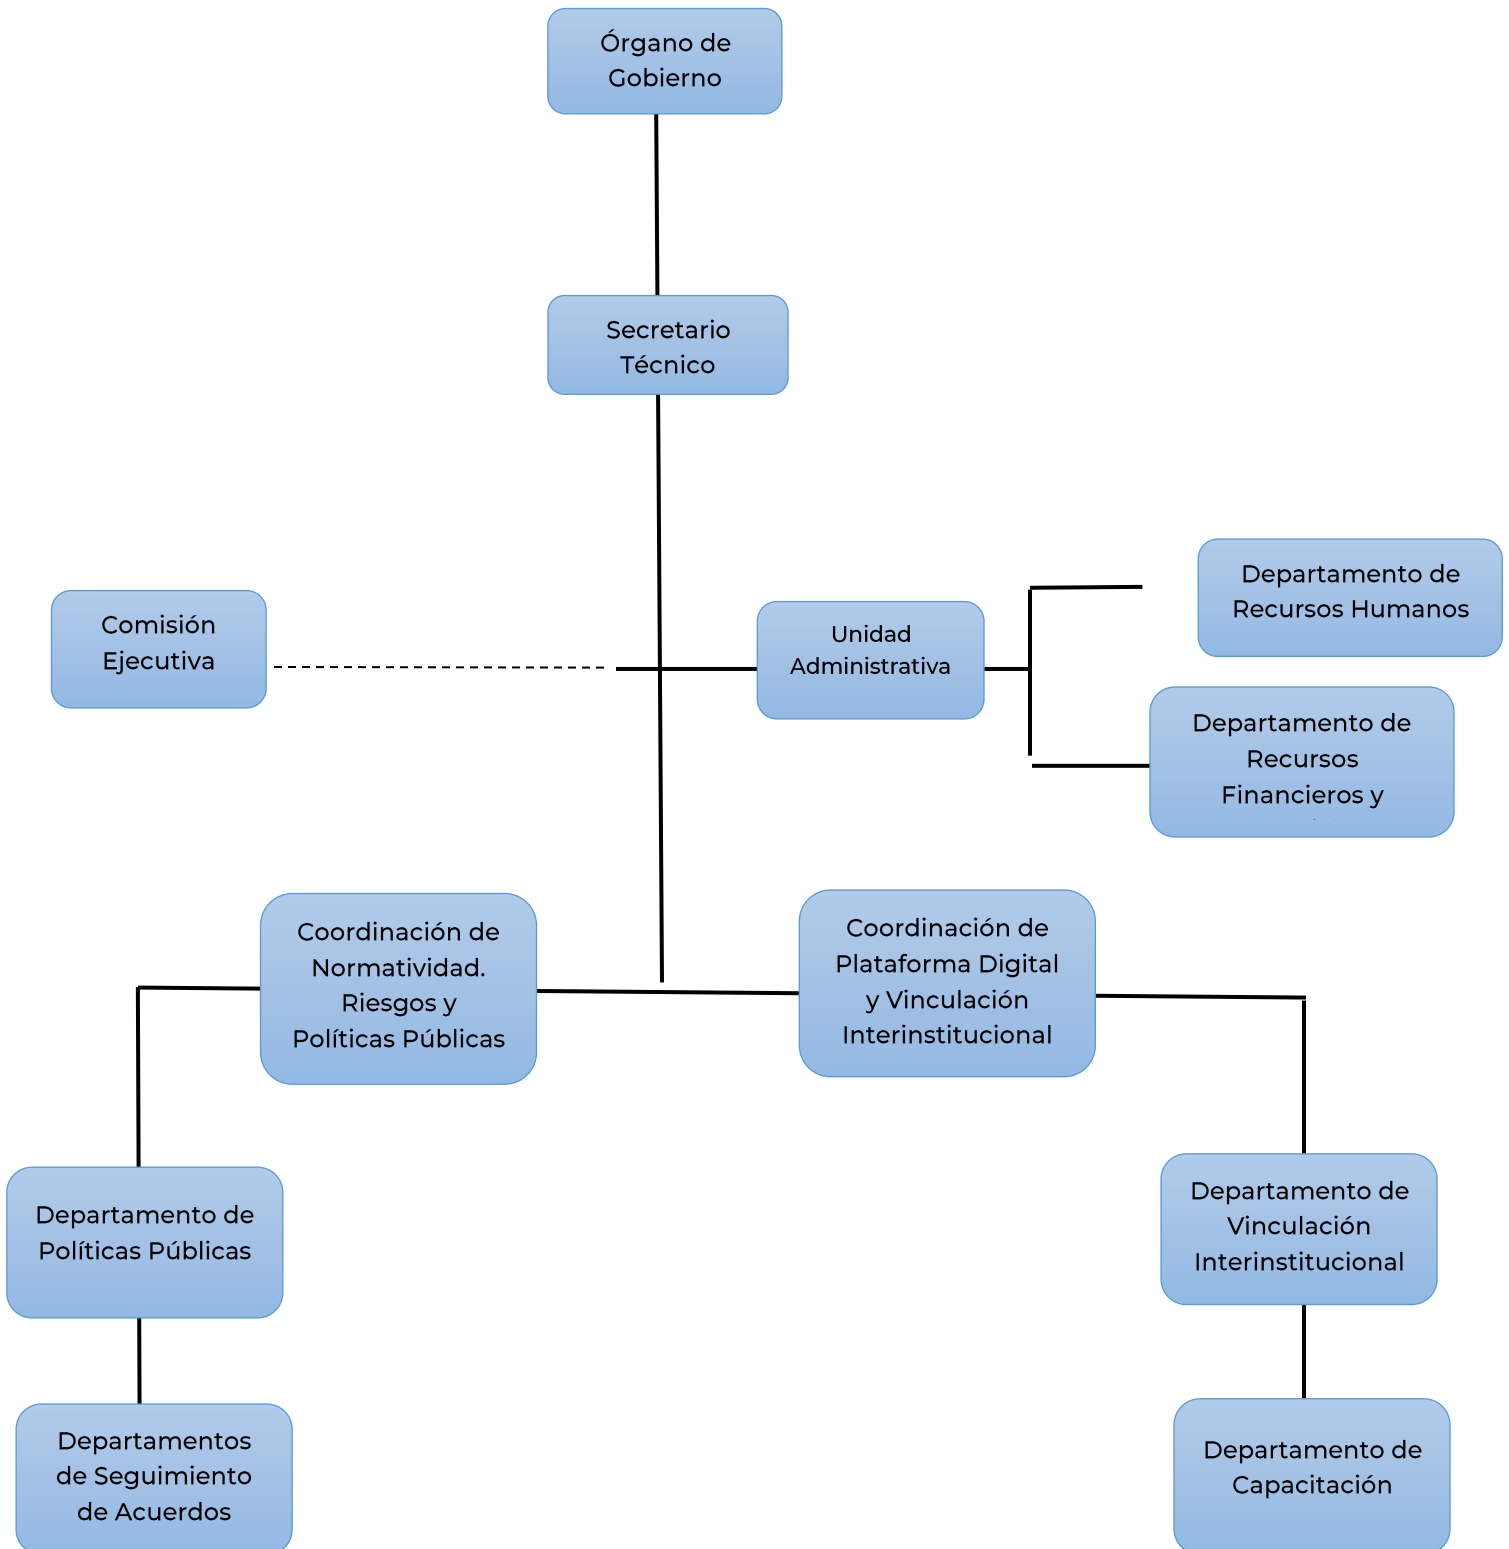 Órgano de
Gobierno
Secretario
Técnico
Departamento de
Recursos Humanos
Comisión
Ejecutiva
Unidad
Administrativa
Departamento de
Recursos
Financieros y
Coordinación de
Normatividad.
Riesgos y
Políticas Públicas
Coordinación de
Plataforma Digital
y Vinculación
Interinstitucional
Departamento de
Políticas Públicas
Departamento de
Vinculación
Interinstitucional
Departamentos
de Seguimiento
de Acuerdos
Departamento de
Capacitación